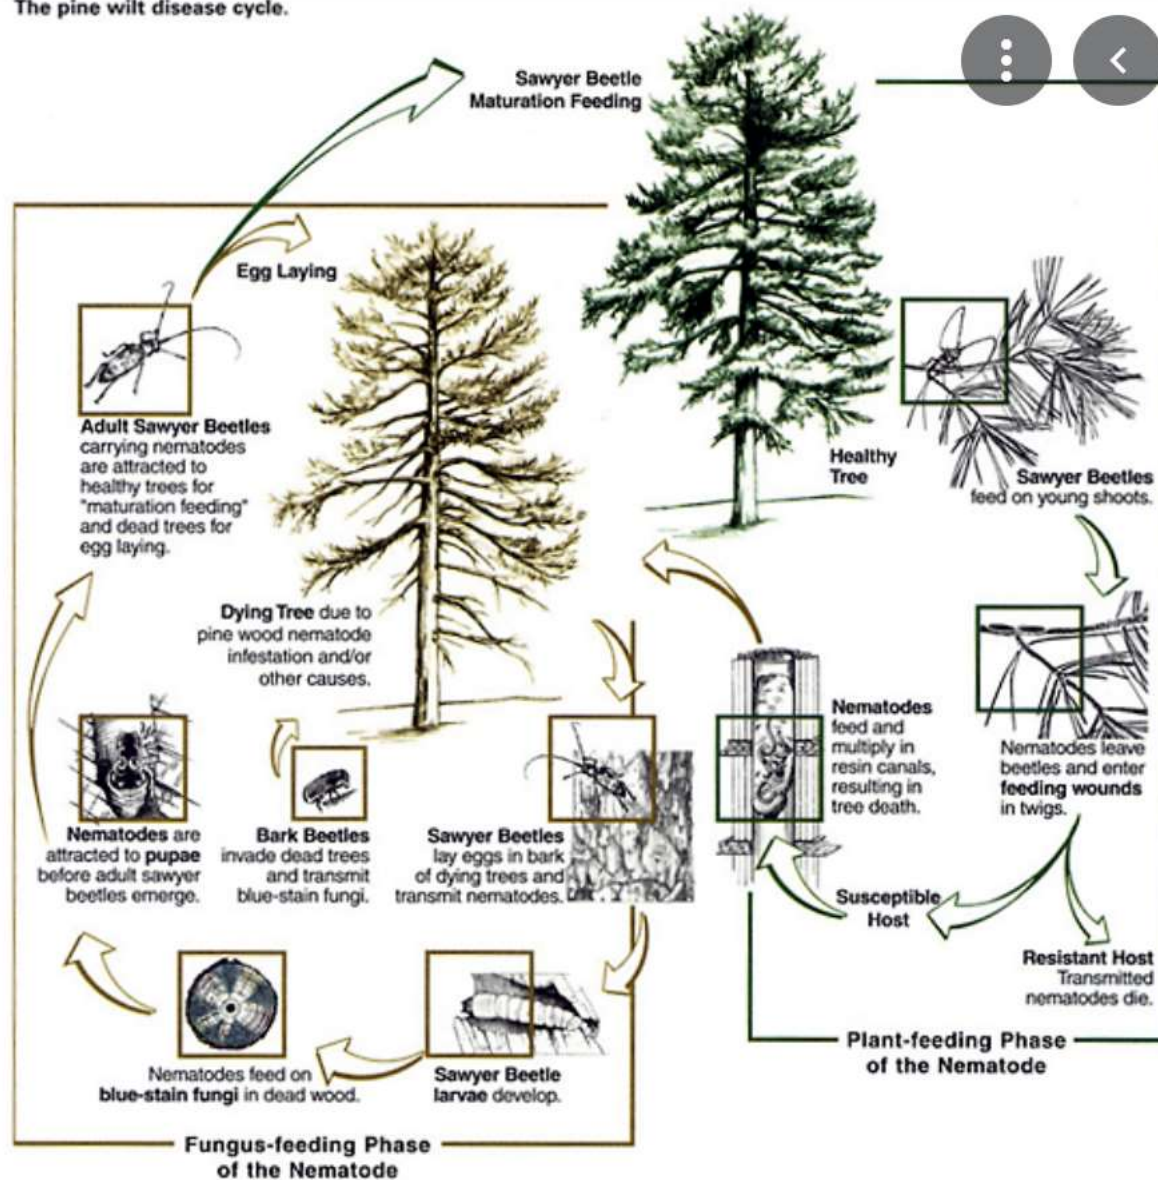 The pine wilt disease cycle.
Sawyer Beetle
Maturation Feeding
Egg Laying
Adult Sawyer Beetles
carrying nematodes
are attracted to
healthy trees for
"maturation feeding"
and dead trees for
egg laying.
Healthy
Tree
Sawyer Beetles
feed on young shoots.
Dying Tree due to
pine wood nematode
infestation and/or
other causes.
Nematodes
feed and
multiply in
resin canals,
resulting in
tree death.
Nematodes leave
beetles and enter
feeding wounds
in twigs.
Nematodes are
attracted to pupae
before adult sawyer
beetles emerge.
Bark Beetles
invade dead trees
and transmit
blue-stain fungi.
Sawyer Beetles
lay eggs in bark
of dying trees and
transmit nematodes.
Susceptible
Host
Resistant Host
Transmitted
nematodes die.
Plant-feeding Phase
of the Nematode
Nematodes feed on
blue-stain fungi in dead wood.
Sawyer Beetle
larvae develop.
Fungus-feeding Phase
of the Nematode